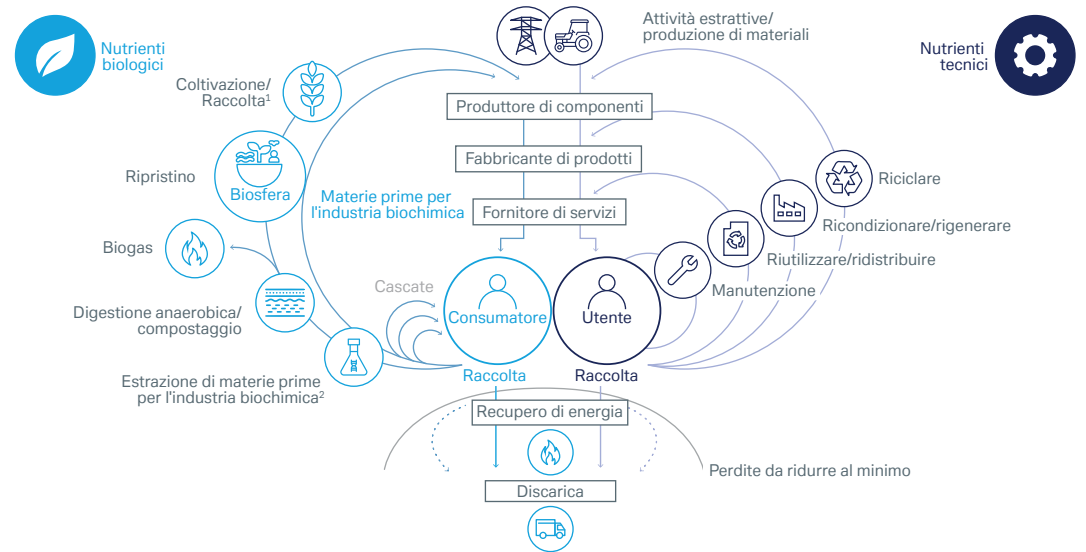 Attività estrattive/
produzione di materiali
Nutrienti
biologici
Nutrienti
tecnici
Coltivazione/
Raccolta¹
Produttore di componenti
Fabbricante di prodotti
Ripristino
Biosfera
Riciclare
Materie prime per
l'industria biochimica
Fornitore di servizi
Ricondizionare/rigenerare
Biogas
Riutilizzare/ridistribuire
Cascate
Manutenzione
Digestione anaerobica/
compostaggio
Consumatore
Utente
Estrazione di materie prime
per l'industria biochimica²
Raccolta
Raccolta
Recupero di energia
Perdite da ridurre al minimo
Discarica